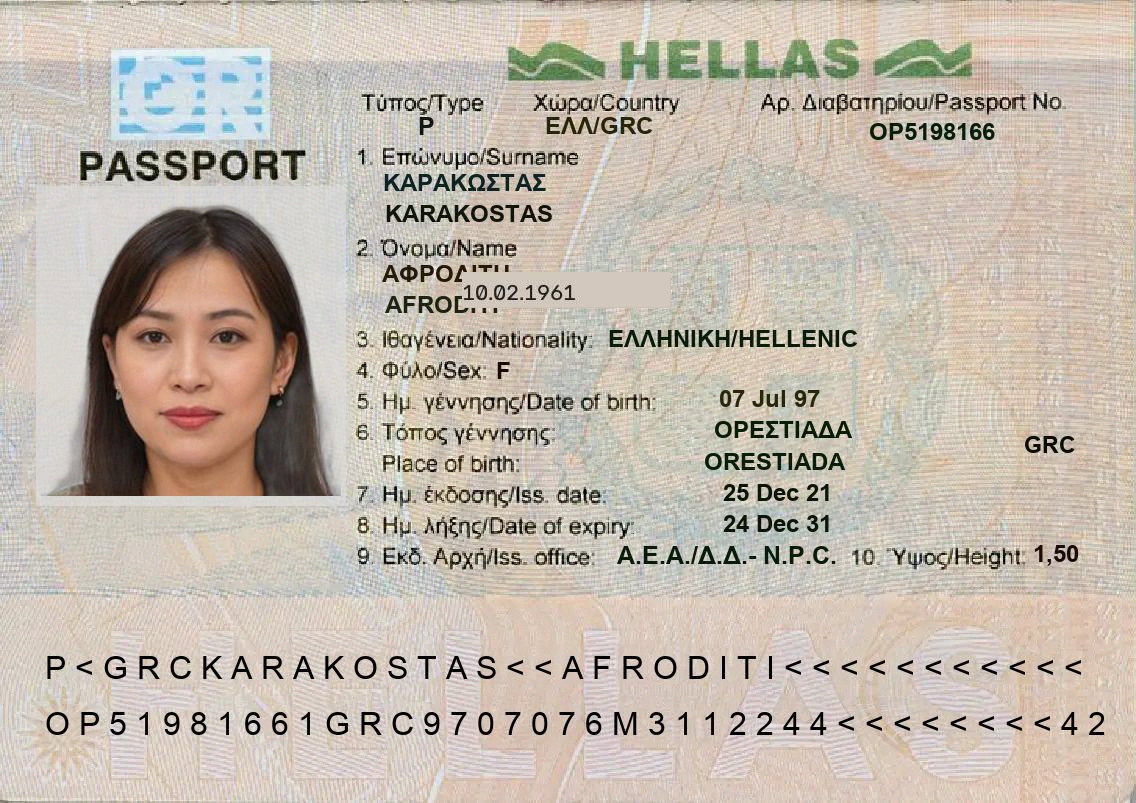 GR
HELLAS
PASSPORT
Τύπος/Type Χώρα/Country Αρ. Διαβατηρίου/Passport No.
P ΕΛΛ/GRC OP5198166
1. Επώνυμο/Surname
ΚΑΡΑΚΩΣΤΑΣ
KARAKOSTAS
2. Όνομα/Name
10.02.1961
3. Ιθαγένεια/Nationality: ΕΛΛΗΝΙΚΗ/HELLENIC
4. Φύλο/Sex: F
5. Ημ. γέννησης/Date of birth: 07 Jul 97
6. Τόπος γέννησης: ΟΡΕΣΤΙΑΔΑ
Place of birth: ORESTIADA GRC
7. Ημ. έκδοσης/Iss. date: 25 Dec 21
8. Ημ. λήξης/Date of expiry: 24 Dec 31
9 Εκδ. Αρχή/Iss. office: Α.Ε.Α./Δ.Δ.- N.P.C. 10. Ύψος/Height: 1,50
HELLAS
P<GRCKARAKOSTAS<<AFRODITI<<<<<<<<<<<
OP51981661GRC9707076M3112244<<<<<<<<42